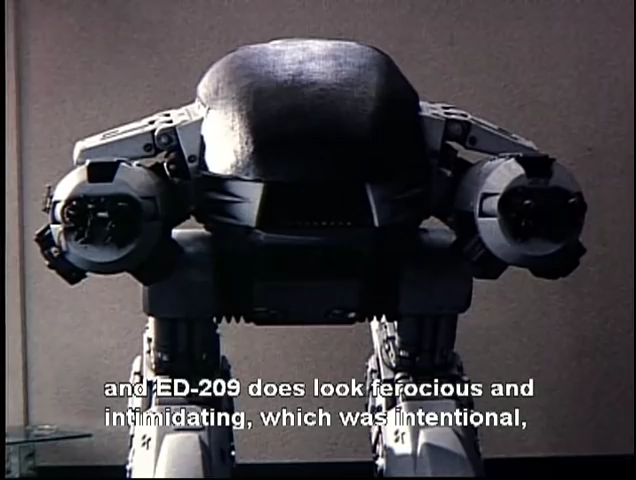 and ED-209 does look ferocious and
intimidating, which was intentional,